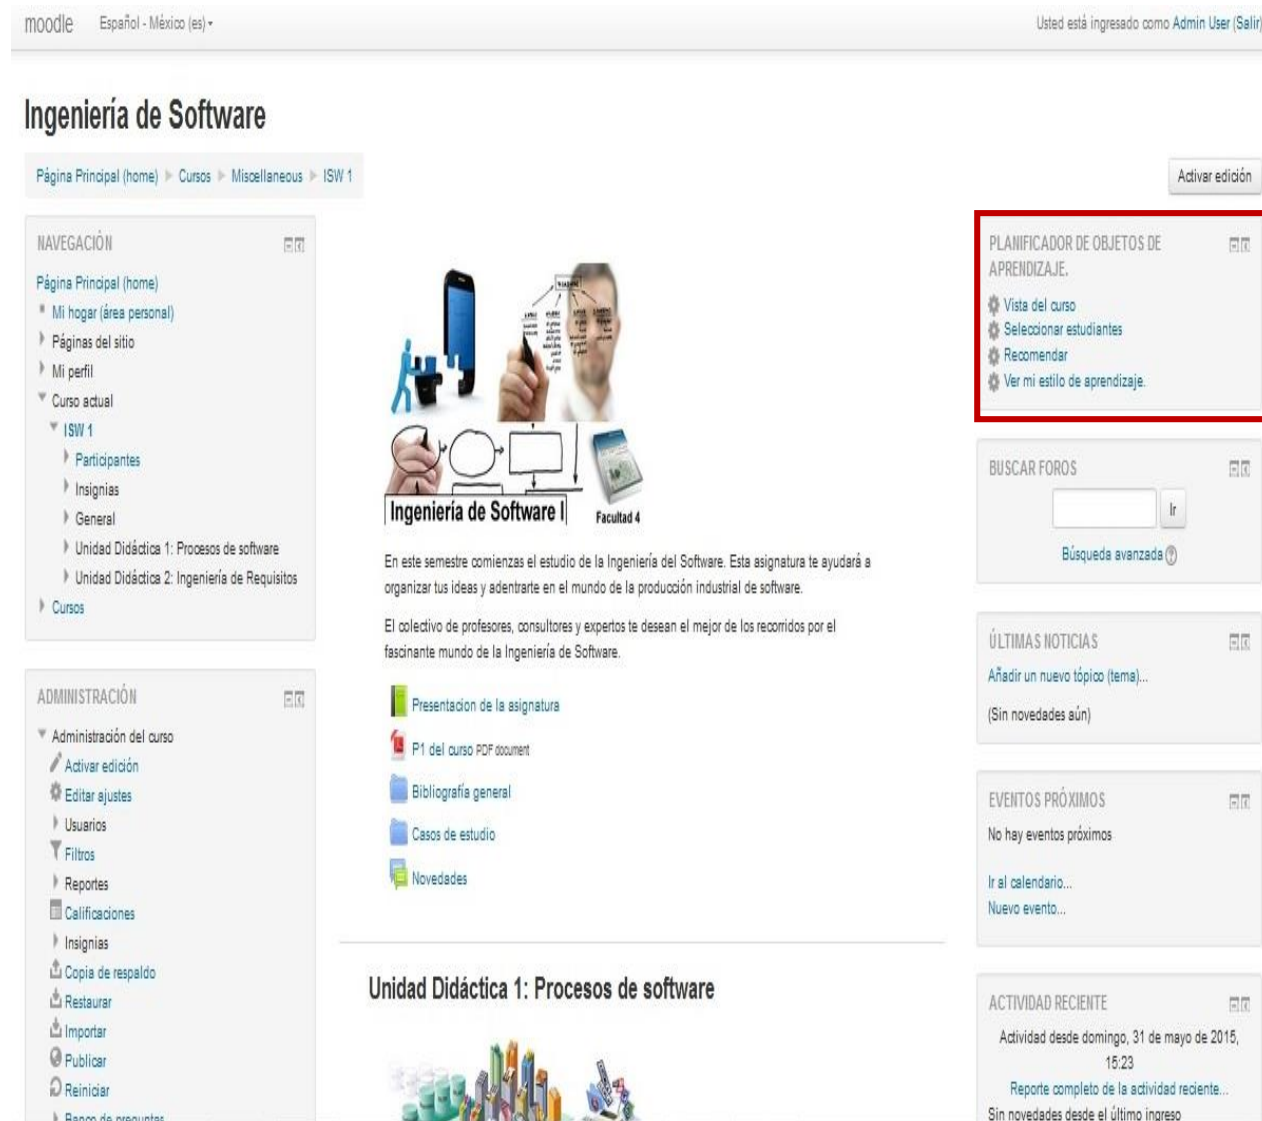 moodle Español - México (es)
Usted está ingresado como Admin User (Salir)
Ingeniería de Software
Página Principal (home) Cursos Miscellaneous ISW 1
Activar edición
NAVEGACIÓN
Página Principal (home)
Mi hogar (área personal)
Páginas del sitio
Mi perfil
Curso actual
ISW 1
Participantes
Insignias
General
Unidad Didáctica 1: Procesos de software
Unidad Didáctica 2: Ingeniería de Requisitos
Cursos
ADMINISTRACIÓN
Administración del curso
Activar edición
Editar ajustes
Usuarios
Filtros
Reportes
Calificaciones
Insignias
Copia de respaldo
Restaurar
Importar
Publicar
Reiniciar
Banco de preguntas
Ingeniería de Software I
Facultad 4
En este semestre comienzas el estudio de la Ingeniería del Software. Esta asignatura te ayudará a
organizar tus ideas y adentrarte en el mundo de la producción industrial de software.
El colectivo de profesores, consultores y expertos te desean el mejor de los recorridos por el
fascinante mundo de la Ingeniería de Software.
Presentacion de la asignatura
P1 del curso PDF document
Bibliografía general
Casos de estudio
Novedades
Unidad Didáctica 1: Procesos de software
PLANIFICADOR DE OBJETOS DE
APRENDIZAJE.
Vista del curso
Seleccionar estudiantes
Recomendar
Ver mi estilo de aprendizaje.
BUSCAR FOROS
Ir
Búsqueda avanzada
ÚLTIMAS NOTICIAS
Añadir un nuevo tópico (tema)...
(Sin novedades aún)
EVENTOS PRÓXIMOS
No hay eventos próximos
Ir al calendario...
Nuevo evento...
ACTIVIDAD RECIENTE
Actividad desde domingo, 31 de mayo de 2015,
15:23
Reporte completo de la actividad reciente...
Sin novedades desde el último ingreso